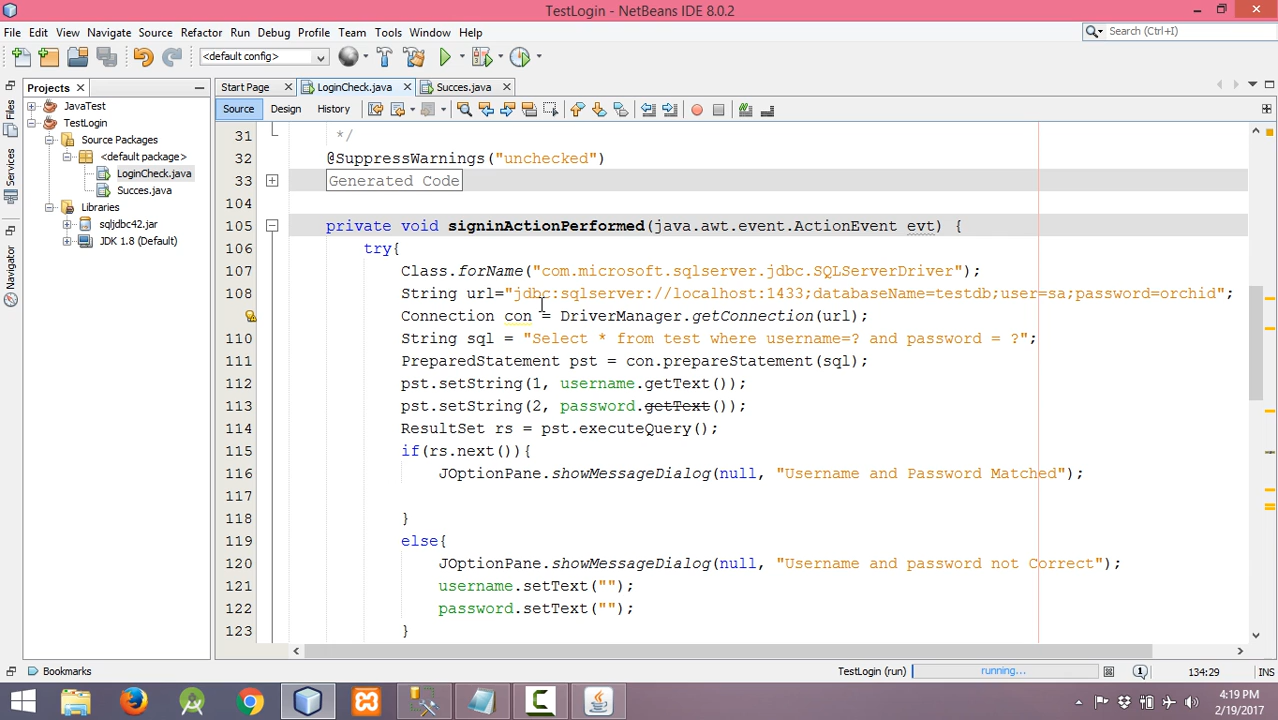 TestLogin - NetBeans IDE 8.0.2
File Edit View Navigate Source Refactor Run Debug Profile Team Tools Window Help
Search (Ctrl+I)
<default config>
Projects
Start Page
LoginCheck.java
Succes.java
Files
Services
Navigator
JavaTest
TestLogin
Source Packages
<default package>
LoginCheck.java
Succes.java
Libraries
sqljdbc42.jar
JDK 1.8 (Default)
Source Design History
31 */
32 @SuppressWarnings("unchecked")
33 Generated Code
104
105 private void signinActionPerformed(java.awt.event.ActionEvent evt) {
106 try{
107 Class.forName("com.microsoft.sqlserver.jdbc.SQLServerDriver");
108 String url="jdbc:sqlserver://localhost:1433;databaseName=testdb;user=sa;password=orchid";
Connection con = DriverManager.getConnection(url);
110 String sql = "Select * from test where username=? and password = ?";
111 PreparedStatement pst = con.prepareStatement(sql);
112 pst.setString(1, username.getText());
113 pst.setString(2, password.getText());
114 ResultSet rs = pst.executeQuery();
115 if(rs.next()){
116 JOptionPane.showMessageDialog(null, "Username and Password Matched");
117
118 }
119 else{
120 JOptionPane.showMessageDialog(null, "Username and password not Correct");
121 username.setText("");
122 password.setText("");
123 }
Bookmarks
TestLogin (run)
running...
1
134:29
INS
4:19 PM
2/19/2017